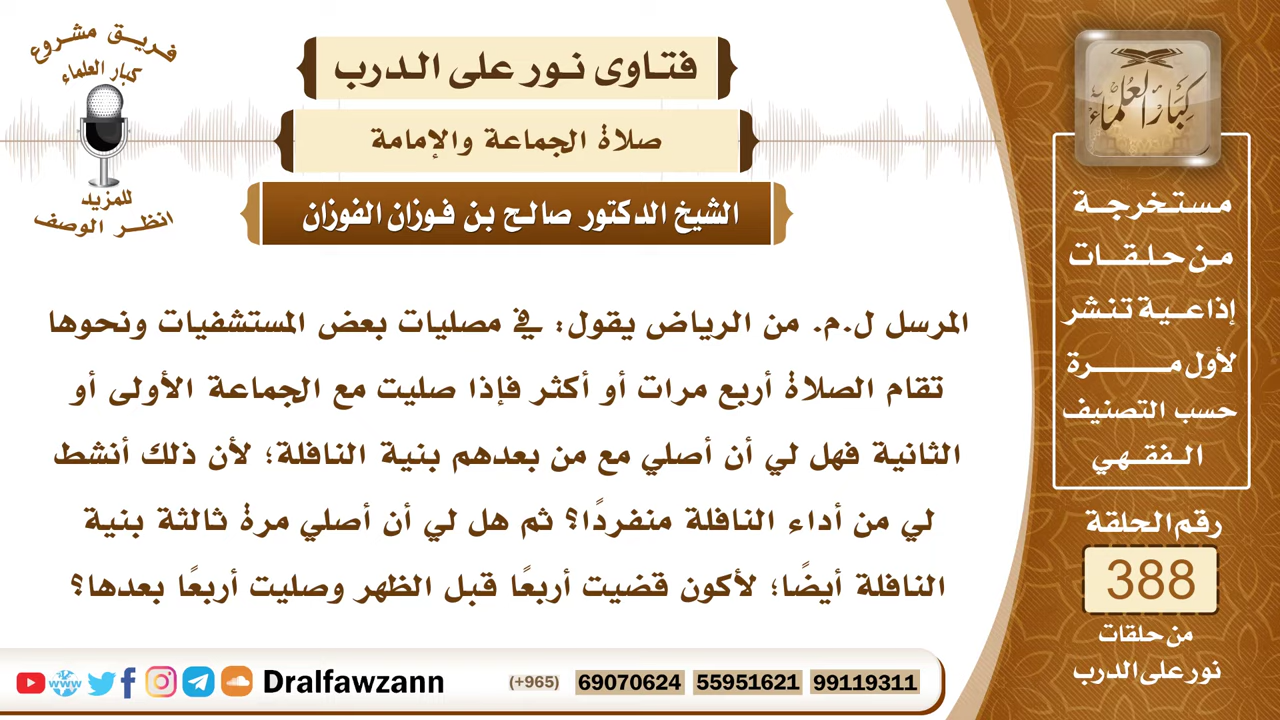 فريق مشروع
كبار العلماء
للمزيد
انظر الوصف
فتاوى نور على الدرب
صلاة الجماعة والإمامة
الشيخ الدكتور صالح بن فوزان الفوزان
المرسل ل.م. من الرياض يقول: في مصليات بعض المستشفيات ونحوها
تقام الصلاة أربع مرات أو أكثر فإذا صليت مع الجماعة الأولى أو
الثانية فهل لي أن أصلي مع من بعدهم بنية النافلة؛ لأن ذلك أنشط
لي من أداء النافلة منفردًا؟ ثم هل لي أن أصلي مرة ثالثة بنية
النافلة أيضًا؛ لأكون قضيت أربعًا قبل الظهر وصليت أربعًا بعدها؟
كبار العلماء
مستخرجة
من حلقات
إذاعية تنشر
لأول مرة
حسب التصنيف
الفقهي
رقم الحلقة
388
من حلقات
نور على الدرب
www Dralfawzann (+965) 69070624 55951621 99119311